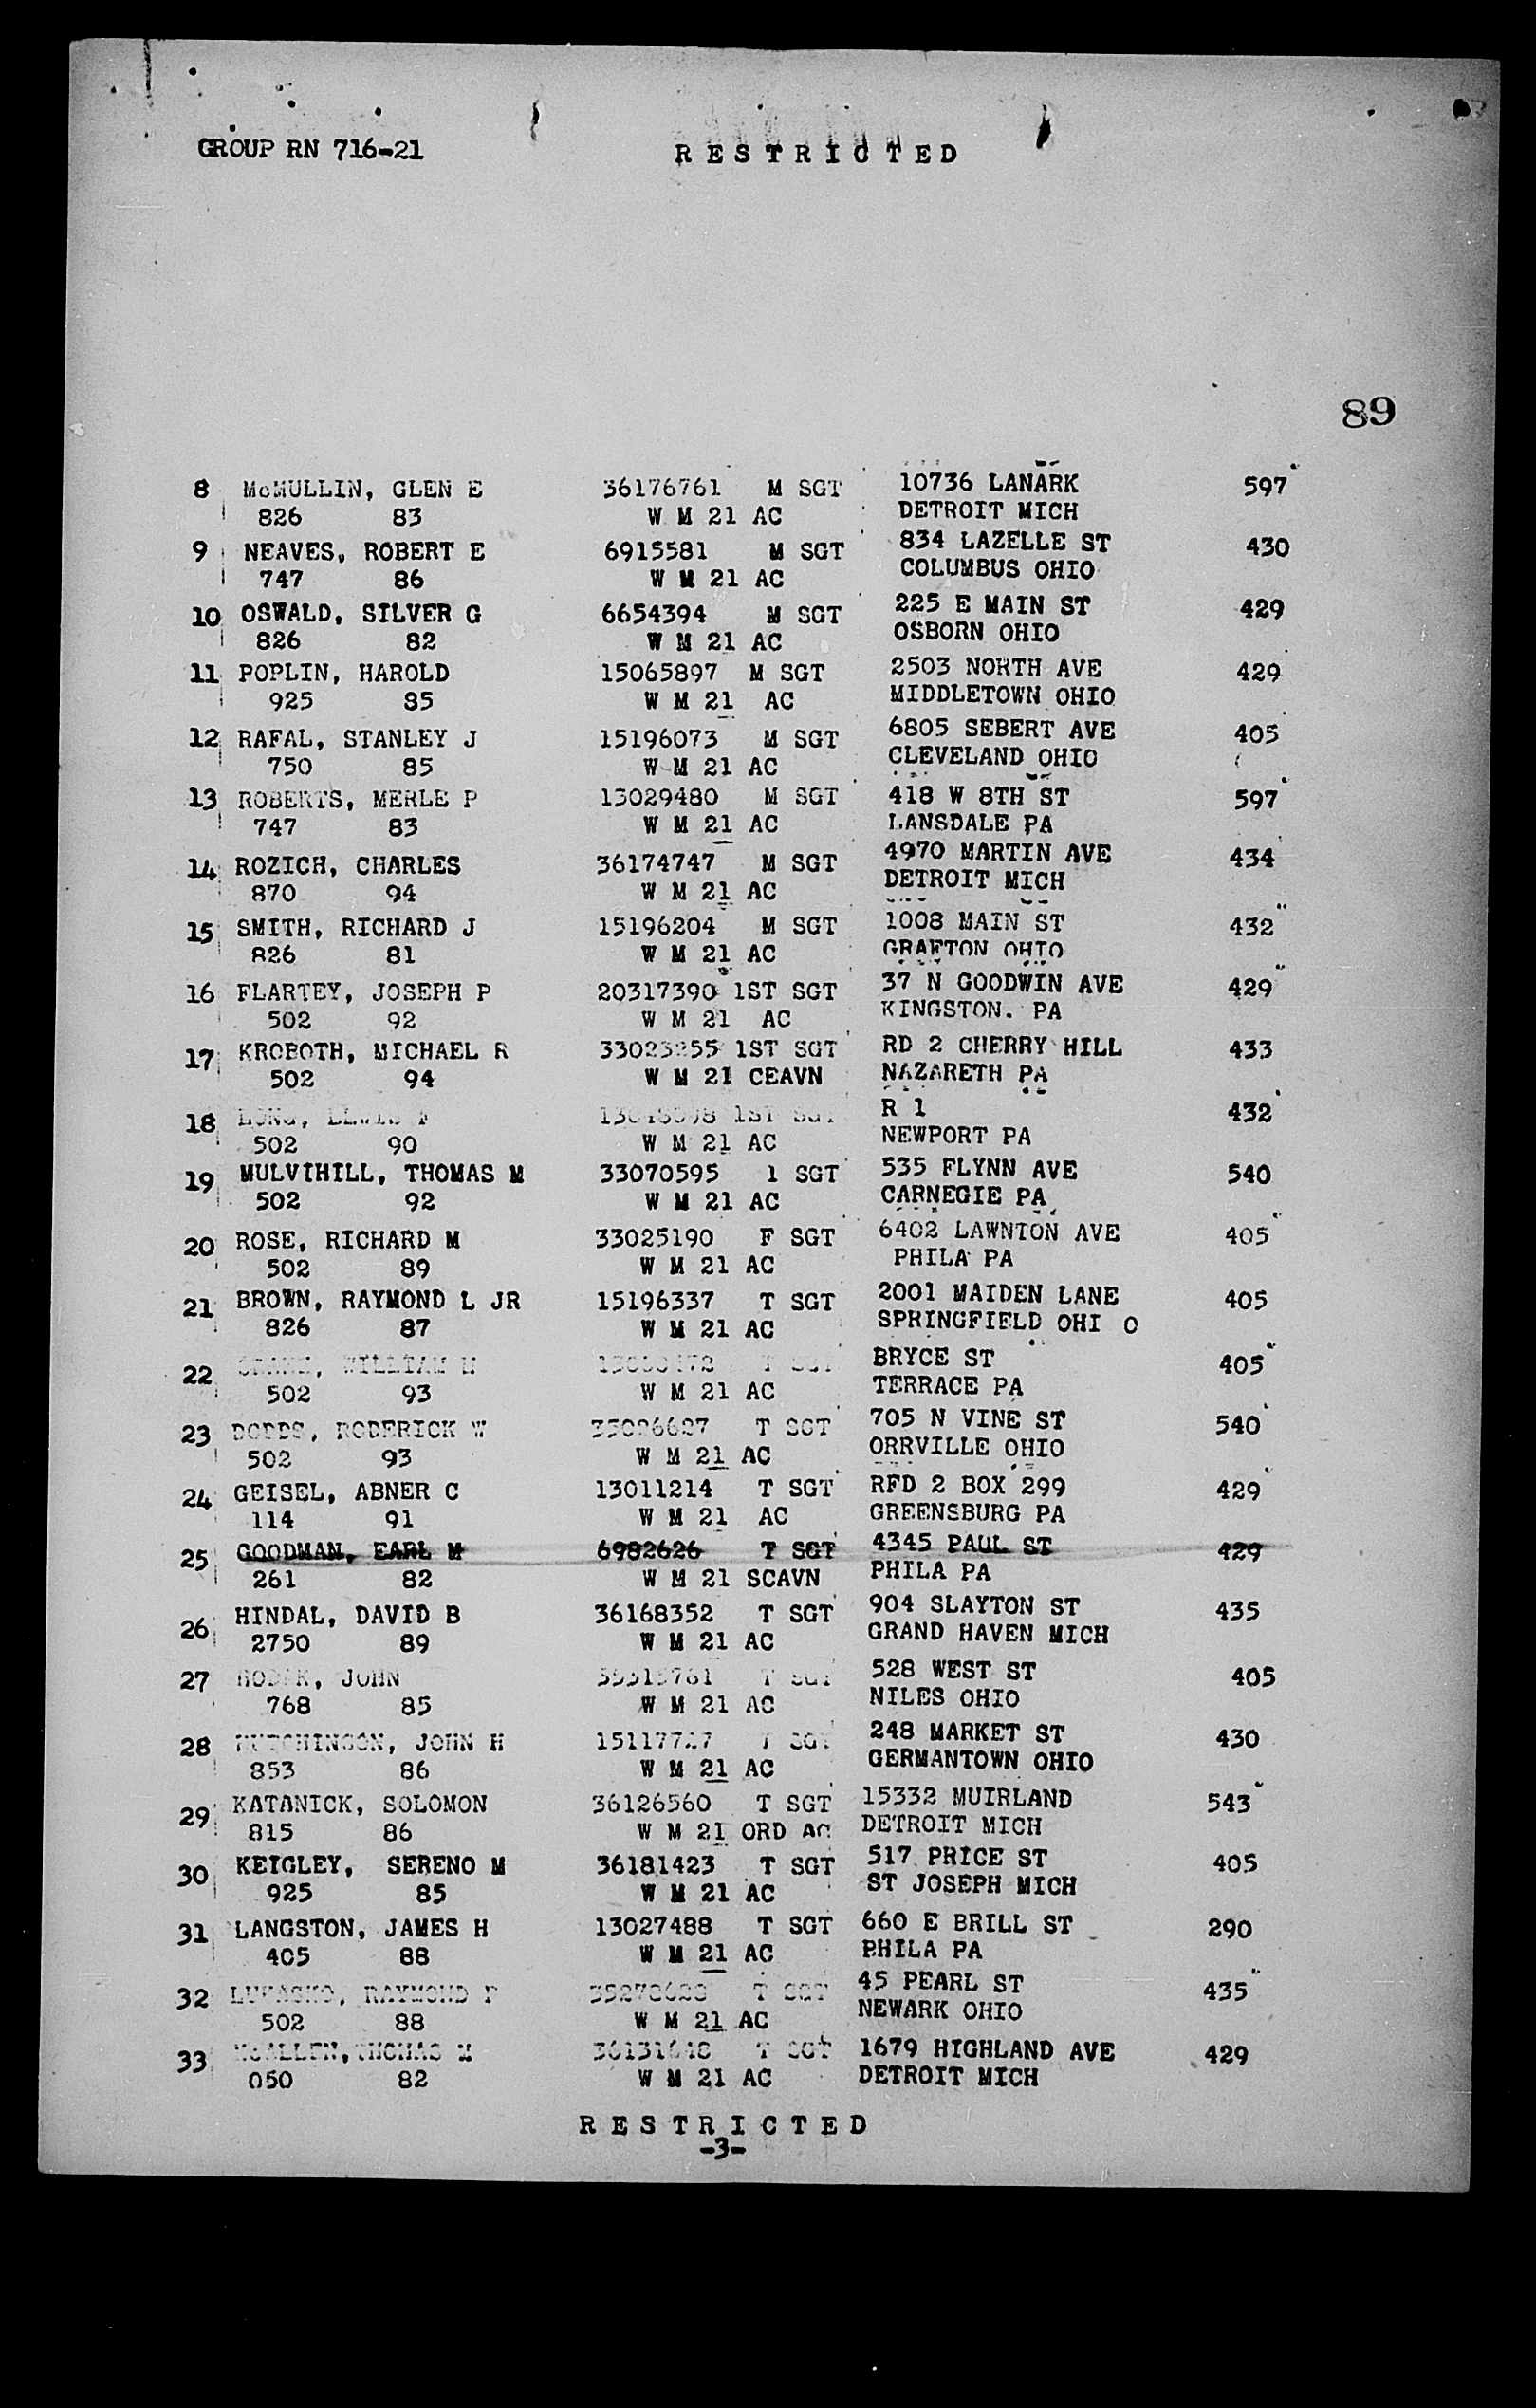 GROUP RN 716-21 RESTRICTED
89
8 McMULLIN, GLEN E 36176761 M SGT 10736 LANARK 597
826 83 W M 21 AC DETROIT MICH
9 NEAVES, ROBERT E 6915581 M SGT 834 LAZELLE ST 430
747 86 W M 21 AC COLUMBUS OHIO
10 OSWALD, SILVER G 6654394 M SGT 225 E MAIN ST 429
826 82 W M 21 AC OSBORN OHIO
11 POPLIN, HAROLD 15065897 M SGT 2503 NORTH AVE 429
925 85 W M 21 AC MIDDLETOWN OHIO
12 RAFAL, STANLEY J 15196073 M SGT 6805 SEBERT AVE 405
750 85 W M 21 AC CLEVELAND OHIO
13 ROBERTS, MERLE P 13029480 M SGT 418 W 8TH ST 597
747 83 W M 21 AC LANSDALE PA
14 ROZICH, CHARLES 36174747 M SGT 4970 MARTIN AVE 434
870 94 W M 21 AC DETROIT MICH
15 SMITH, RICHARD J 15196204 M SGT 1008 MAIN ST 432
826 81 W M 21 AC GRAFTON OHIO
16 FLARTEY, JOSEPH P 20317390 1ST SGT 37 N GOODWIN AVE 429
502 92 W M 21 AC KINGSTON. PA
17 KROBOTH, MICHAEL R 33023255 1ST SGT RD 2 CHERRY HILL 433
502 94 W M 21 CEAVN NAZARETH PA
18 LONG, 1ST SGT R 1 432
502 90 W M 21 AC NEWPORT PA
19 MULVIHILL, THOMAS M 33070595 1 SGT 535 FLYNN AVE 540
502 92 W M 21 AC CARNEGIE PA
20 ROSE, RICHARD M 33025190 F SGT 6402 LAWNTON AVE 405
502 89 W M 21 AC PHILA PA
21 BROWN, RAYMOND L JR 15196337 T SGT 2001 MAIDEN LANE 405
826 87 W M 21 AC SPRINGFIELD OHI O
22 WILLIAM T SGT BRYCE ST 405
502 93 W M 21 AC TERRACE PA
23 DODDS, RODERICK W T SGT 705 N VINE ST 540
502 93 W M 21 AC ORRVILLE OHIO
24 GEISEL, ABNER C 13011214 T SGT RFD 2 BOX 299 429
114 91 W M 21 AC GREENSBURG PA
25 GOODMAN, EARL M 6982626 T SGT 4345 PAUL ST 429
261 82 W M 21 SCAVN PHILA PA
26 HINDAL, DAVID B 36168352 T SGT 904 SLAYTON ST 435
2750 89 W M 21 AC GRAND HAVEN MICH
27 JOHN T SGT 528 WEST ST 405
768 85 W M 21 AC NILES OHIO
28 HUTCHINSON, JOHN H T SGT 248 MARKET ST 430
853 86 W M 21 AC GERMANTOWN OHIO
29 KATANICK, SOLOMON 36126560 T SGT 15332 MUIRLAND 543
815 86 W M 21 ORD AC DETROIT MICH
30 KEIGLEY, SERENO M 36181423 T SGT 517 PRICE ST 405
925 85 W M 21 AC ST JOSEPH MICH
31 LANGSTON, JAMES H 13027488 T SGT 660 E BRILL ST 290
405 88 W M 21 AC PHILA PA
32 RAYMOND T SGT 45 PEARL ST 435
502 88 W M 21 AC NEWARK OHIO
33 THOMAS T SGT 1679 HIGHLAND AVE 429
050 82 W M 21 AC DETROIT MICH
RESTRICTED
-3-